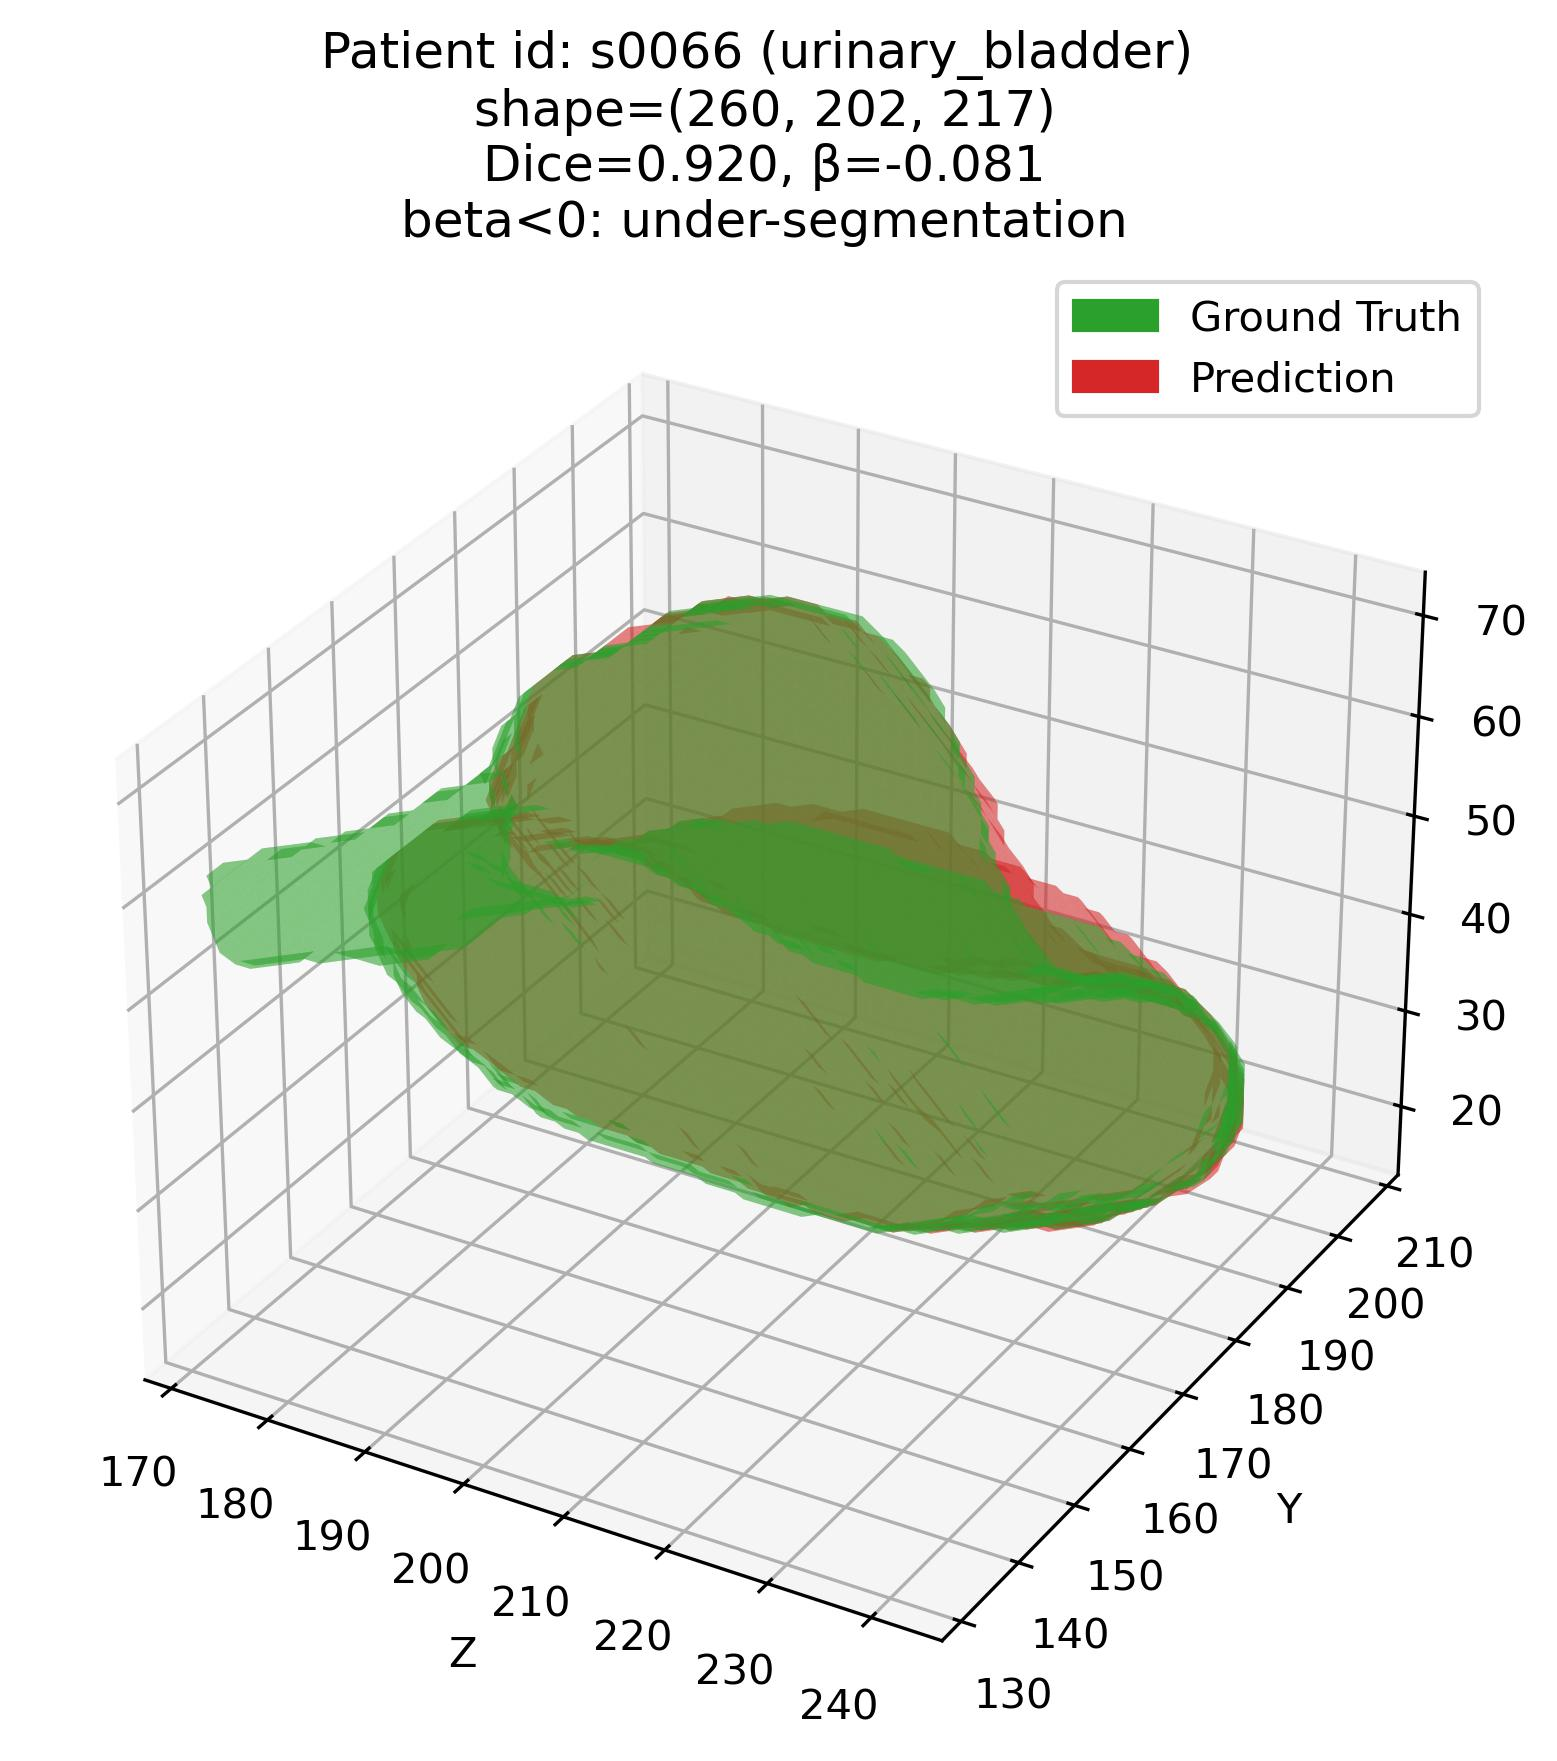 Patient id: s0066 (urinary_bladder)
shape=(260, 202, 217)
Dice=0.920, β=-0.081
beta<0: under-segmentation
Ground Truth
Prediction
70
60
50
40
30
20
210
200
190
180
170
160
150
140
130
Y
170
180
190
200
210
220
230
240
Z